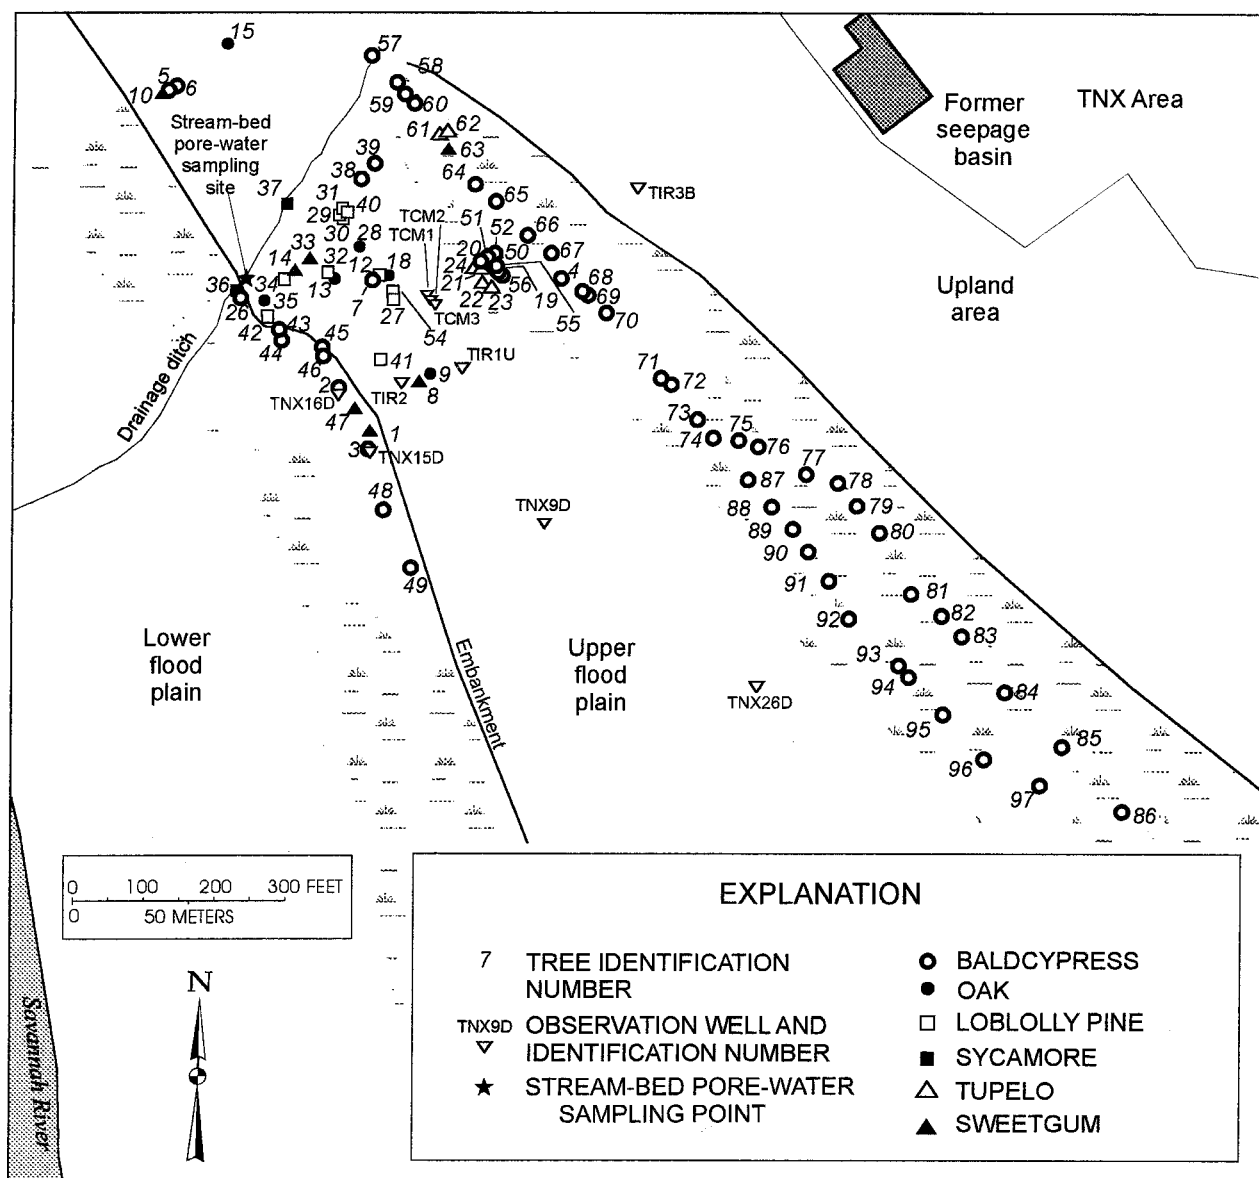 15
57
5
6
58
10
59
60
TNX Area
Former
seepage
basin
Stream-bed
pore-water
sampling
site
61
62
63
39
38
64
37
65
TIR3B
31
40
29
30
TCM2
TCM1
51
52
66
28
33
14
32
12
18
20
50
67
24
4
68
36
34
13
7
21
56
19
69
26
35
27
22
23
55
70
Upland
area
42
43
54
TCM3
44
45
46
41
TIR1U
9
71
72
Drainage ditch
2
TIR2
8
TNX16D
47
1
73
74
75
76
3
TNX15D
77
87
78
48
TNX9D
88
79
89
80
90
49
91
81
92
82
83
Lower
flood
plain
Embankment
Upper
flood
plain
93
94
84
TNX26D
95
85
96
97
86
0 100 200 300 FEET
0 50 METERS
N
Savannah River
EXPLANATION
7 TREE IDENTIFICATION
NUMBER
TNX9D OBSERVATION WELL AND
IDENTIFICATION NUMBER
STREAM-BED PORE-WATER
SAMPLING POINT
BALDCYPRESS
OAK
LOBLOLLY PINE
SYCAMORE
TUPELO
SWEETGUM